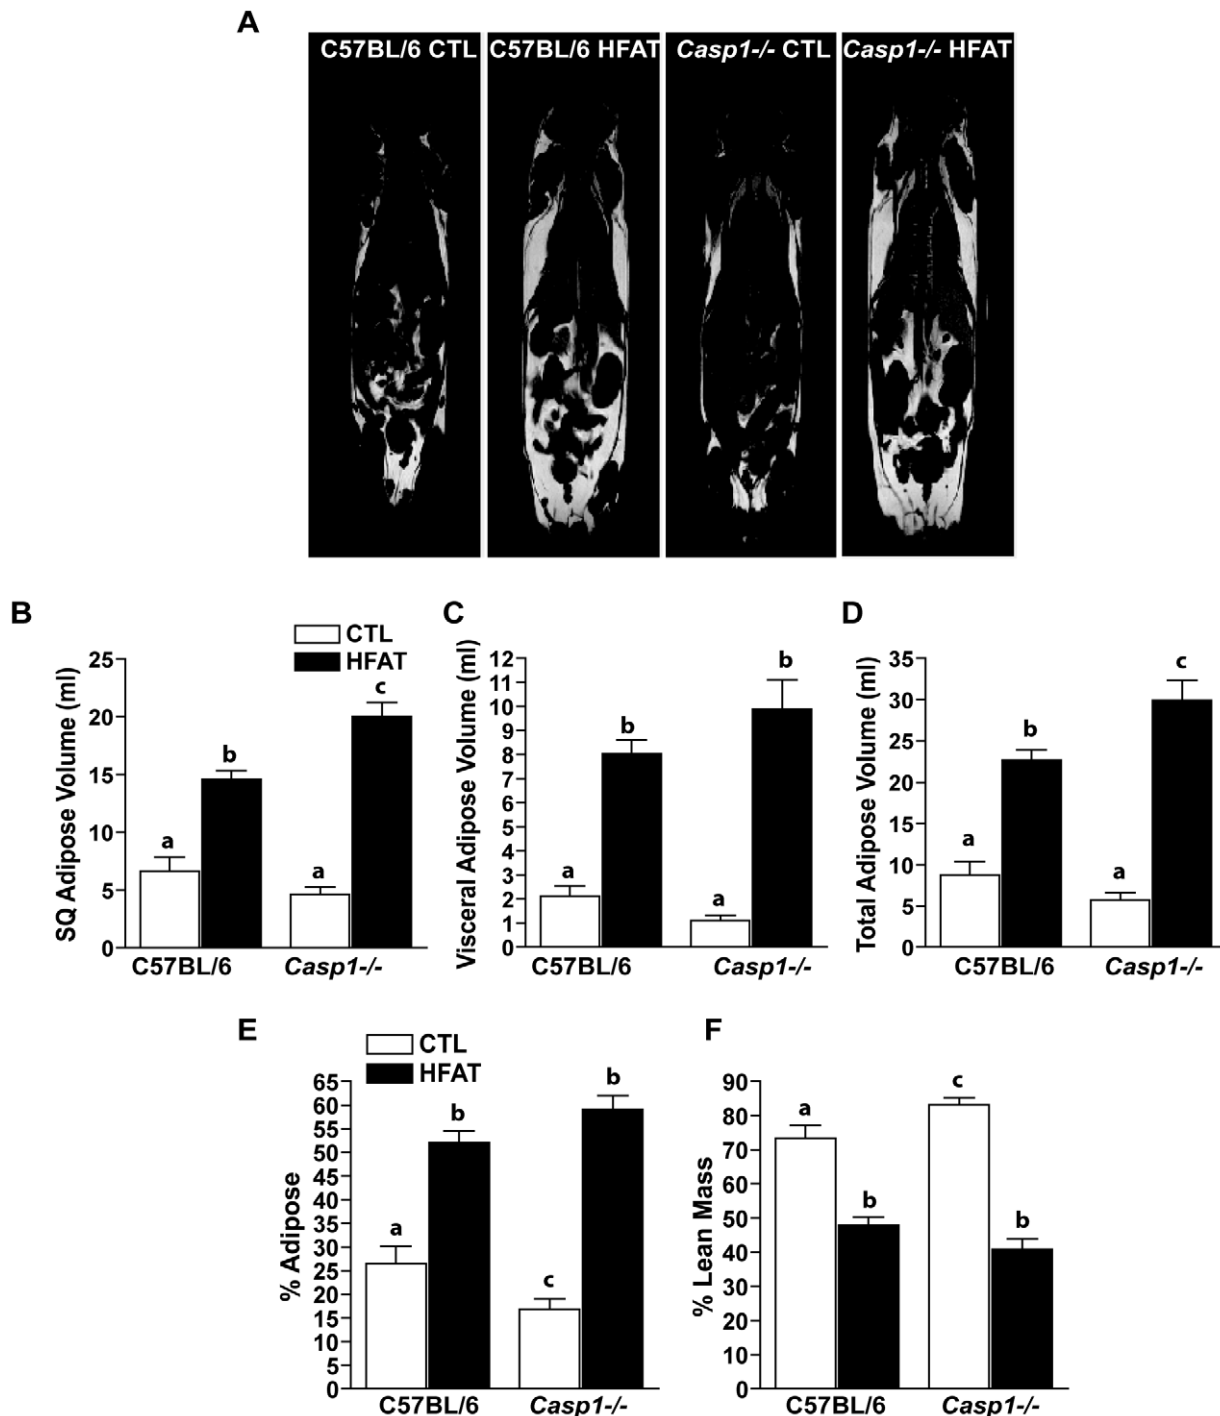 A
C57BL/6 CTL
C57BL/6 HFAT
Casp1-/- CTL
Casp1-/- HFAT
B
CTL
HFAT
SQ Adipose Volume (ml)
25
20
15
10
5
0
a
b
a
c
C57BL/6
Casp1-/-
C
Visceral Adipose Volume (ml)
12
11
10
9
8
7
6
5
4
3
2
1
0
a
b
a
b
C57BL/6
Casp1-/-
D
Total Adipose Volume (ml)
35
30
25
20
15
10
5
0
a
b
a
c
C57BL/6
Casp1-/-
E
CTL
HFAT
% Adipose
65
60
55
50
45
40
35
30
25
20
15
10
5
0
a
b
c
b
C57BL/6
Casp1-/-
F
% Lean Mass
90
80
70
60
50
40
30
20
10
0
a
b
c
b
C57BL/6
Casp1-/-